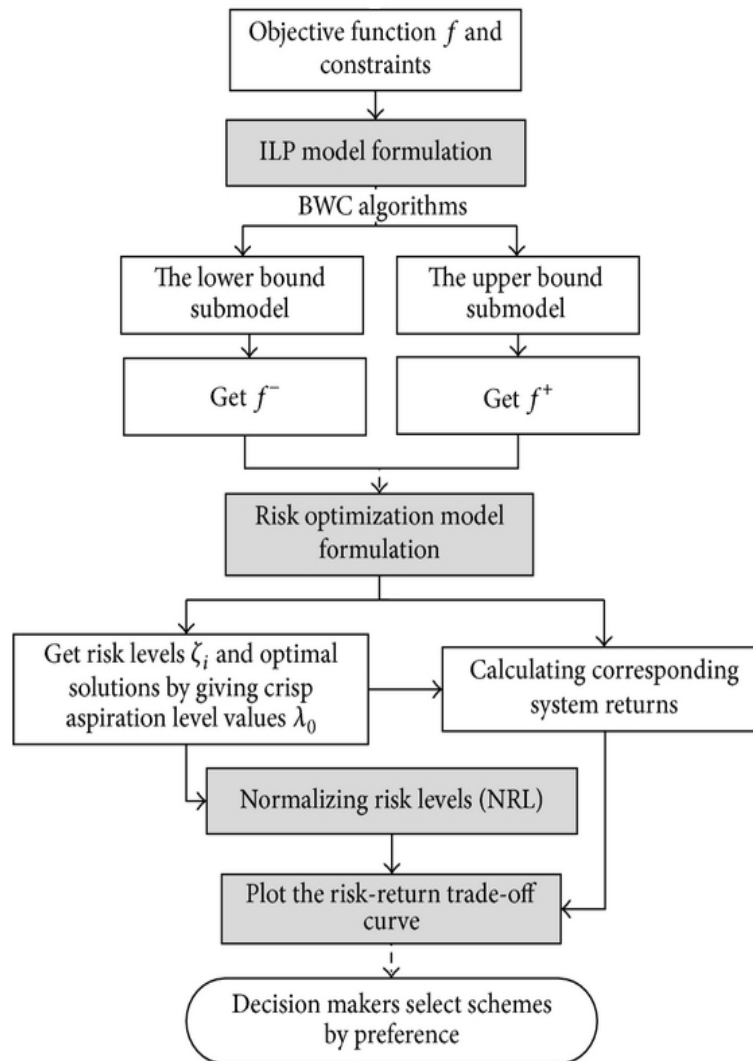 Objective function f and
constraints
ILP model formulation
BWC algorithms
The lower bound
submodel
The upper bound
submodel
Get f⁻
Get f⁺
Risk optimization model
formulation
Get risk levels ζᵢ and optimal
solutions by giving crisp
aspiration level values λ₀
Calculating corresponding
system returns
Normalizing risk levels (NRL)
Plot the risk-return trade-off
curve
Decision makers select schemes
by preference